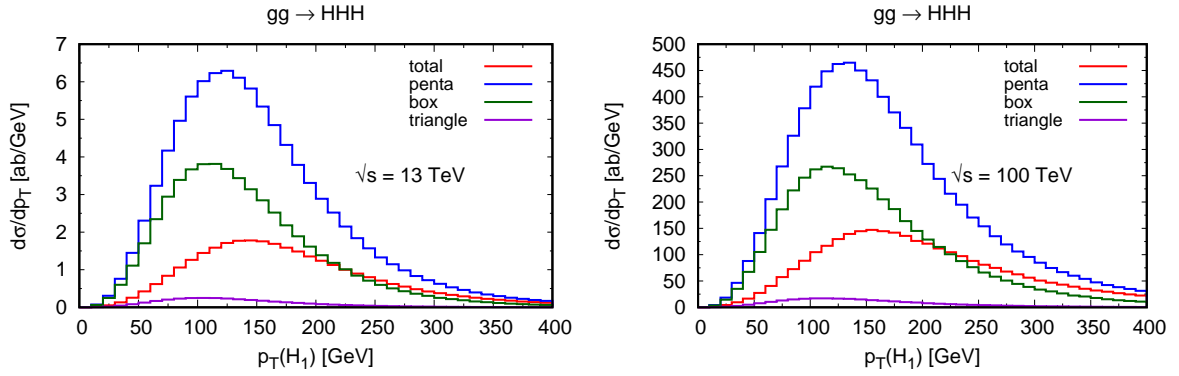 gg → HHH
dσ/dp_T [ab/GeV]
7
6
5
4
3
2
1
0
total
penta
box
triangle
√s = 13 TeV
0 50 100 150 200 250 300 350 400
p_T(H_1) [GeV]
gg → HHH
dσ/dp_T [ab/GeV]
500
450
400
350
300
250
200
150
100
50
0
total
penta
box
triangle
√s = 100 TeV
0 50 100 150 200 250 300 350 400
p_T(H_1) [GeV]